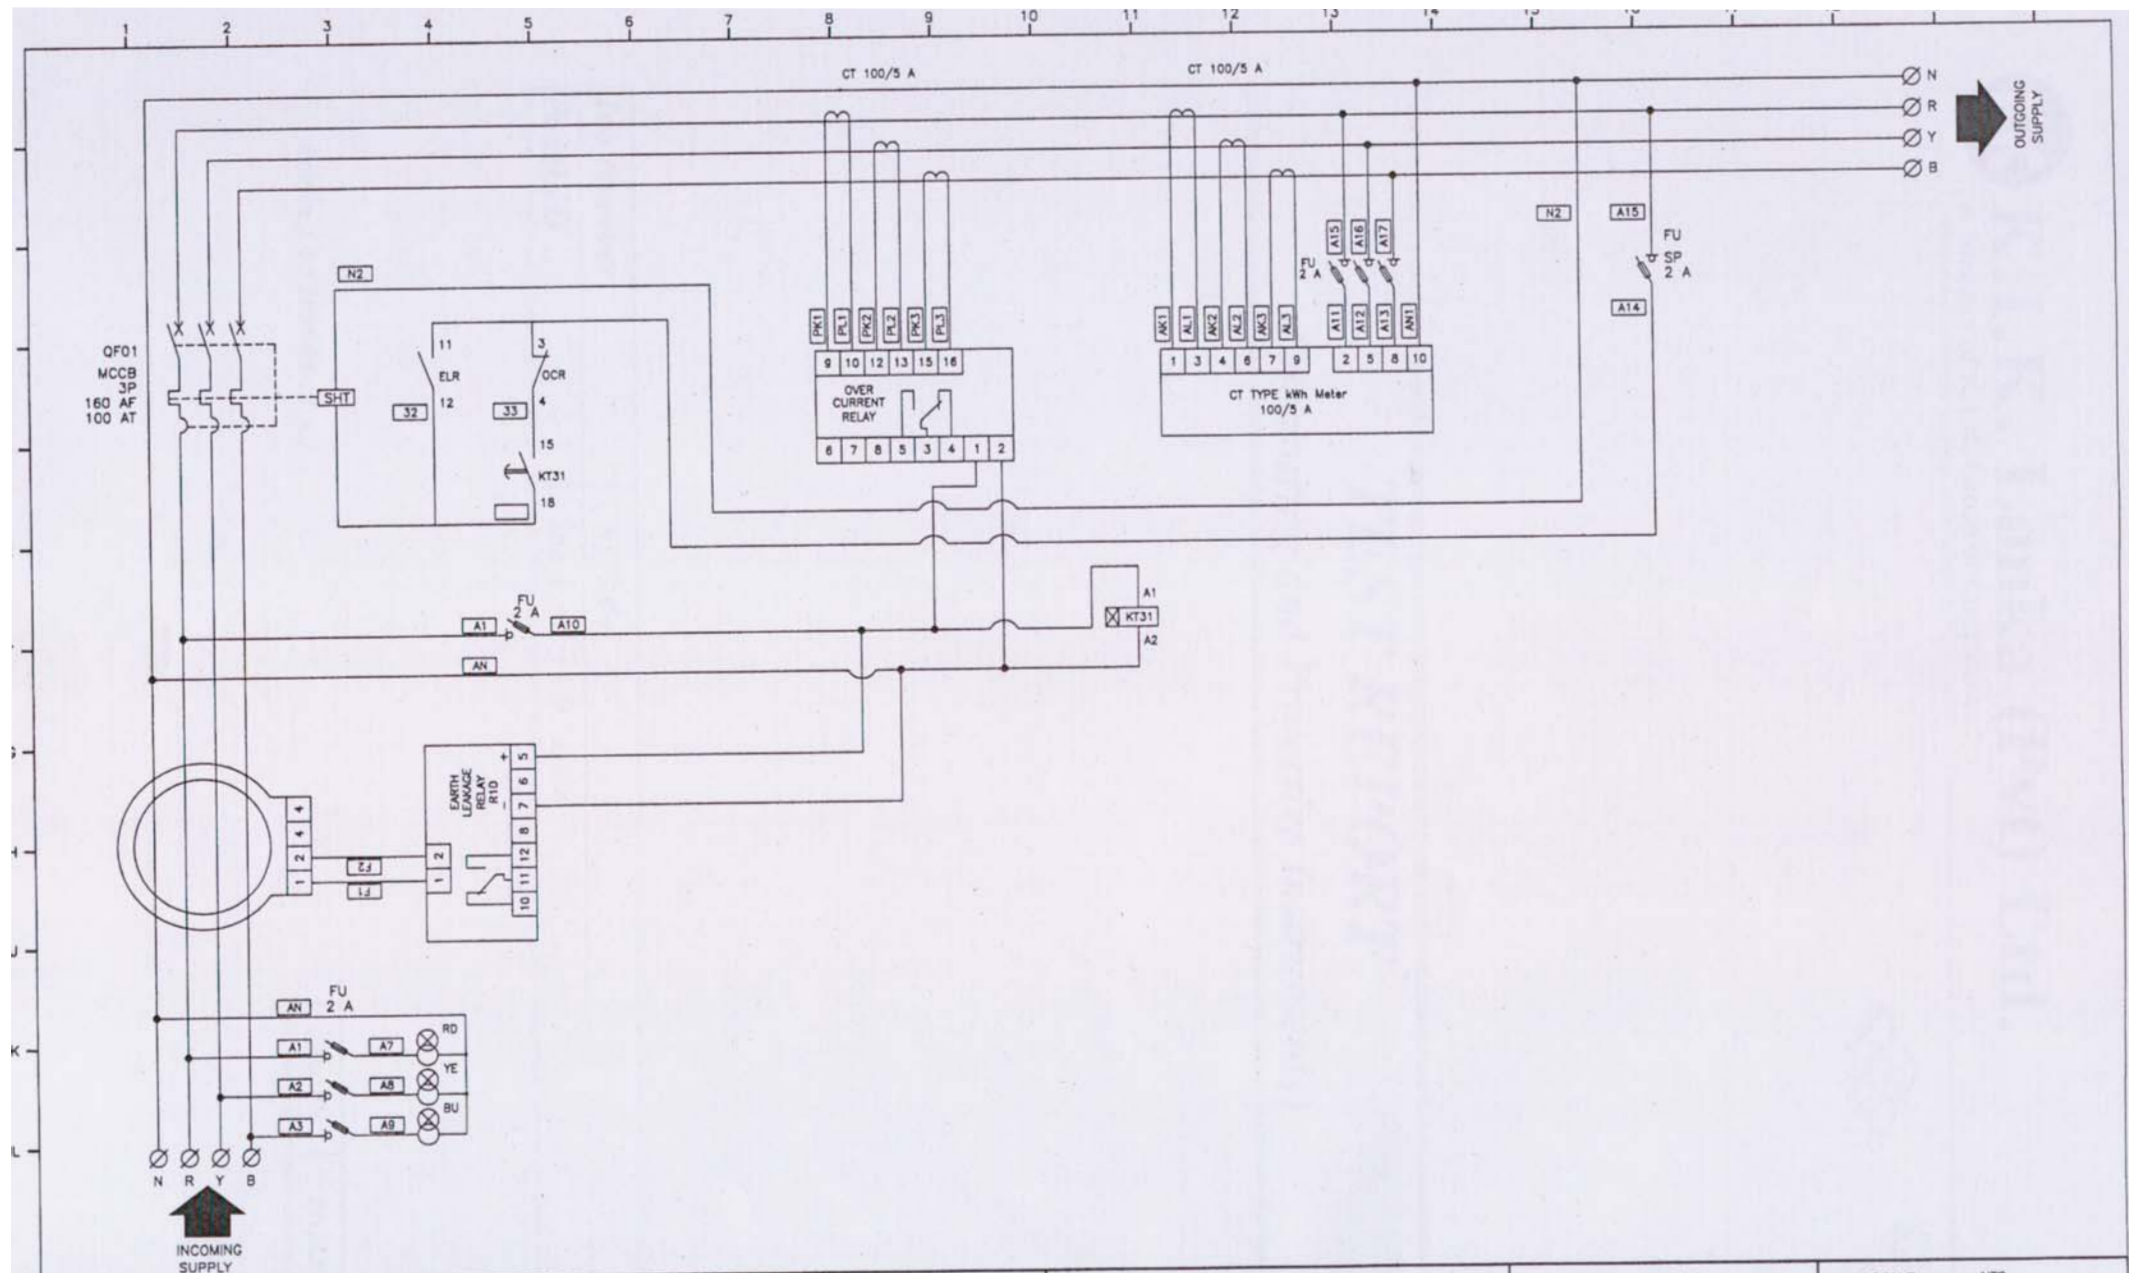 1 2 3 4 5 6 7 8 9 10 11 12 13 14
CT 100/5 A
CT 100/5 A
N
R
Y
B
OUTGOING
SUPPLY
N2
A15
FU
SP
2 A
A14
A15 A16 A17
FU
2 A
N2
PK1 PL1 PK2 PL2 PK3 PL3
AK1 AL1 AK2 AL2 AK3 AL3 A11 A12 A13 AN1
QF01
MCCB
3P
160 AF
100 AT
SHT
11
ELR
12
32
3
OCR
4
33
15
KT31
18
9 10 12 13 15 16
OVER
CURRENT
RELAY
6 7 8 5 3 4 1 2
1 3 4 6 7 9 2 5 8 10
CT TYPE kWh Meter
100/5 A
A1
KT31
A2
FU
2 A
A1
A10
AN
EARTH
LEAKAGE
RELAY
R10
+
−
5
6
7
8
12
11
10
4
4
2
1
F2
F1
2
1
G
J
K
L
AN
FU
2 A
A1 A7 RD
A2 A8 YE
A3 A9 BU
N R Y B
INCOMING
SUPPLY